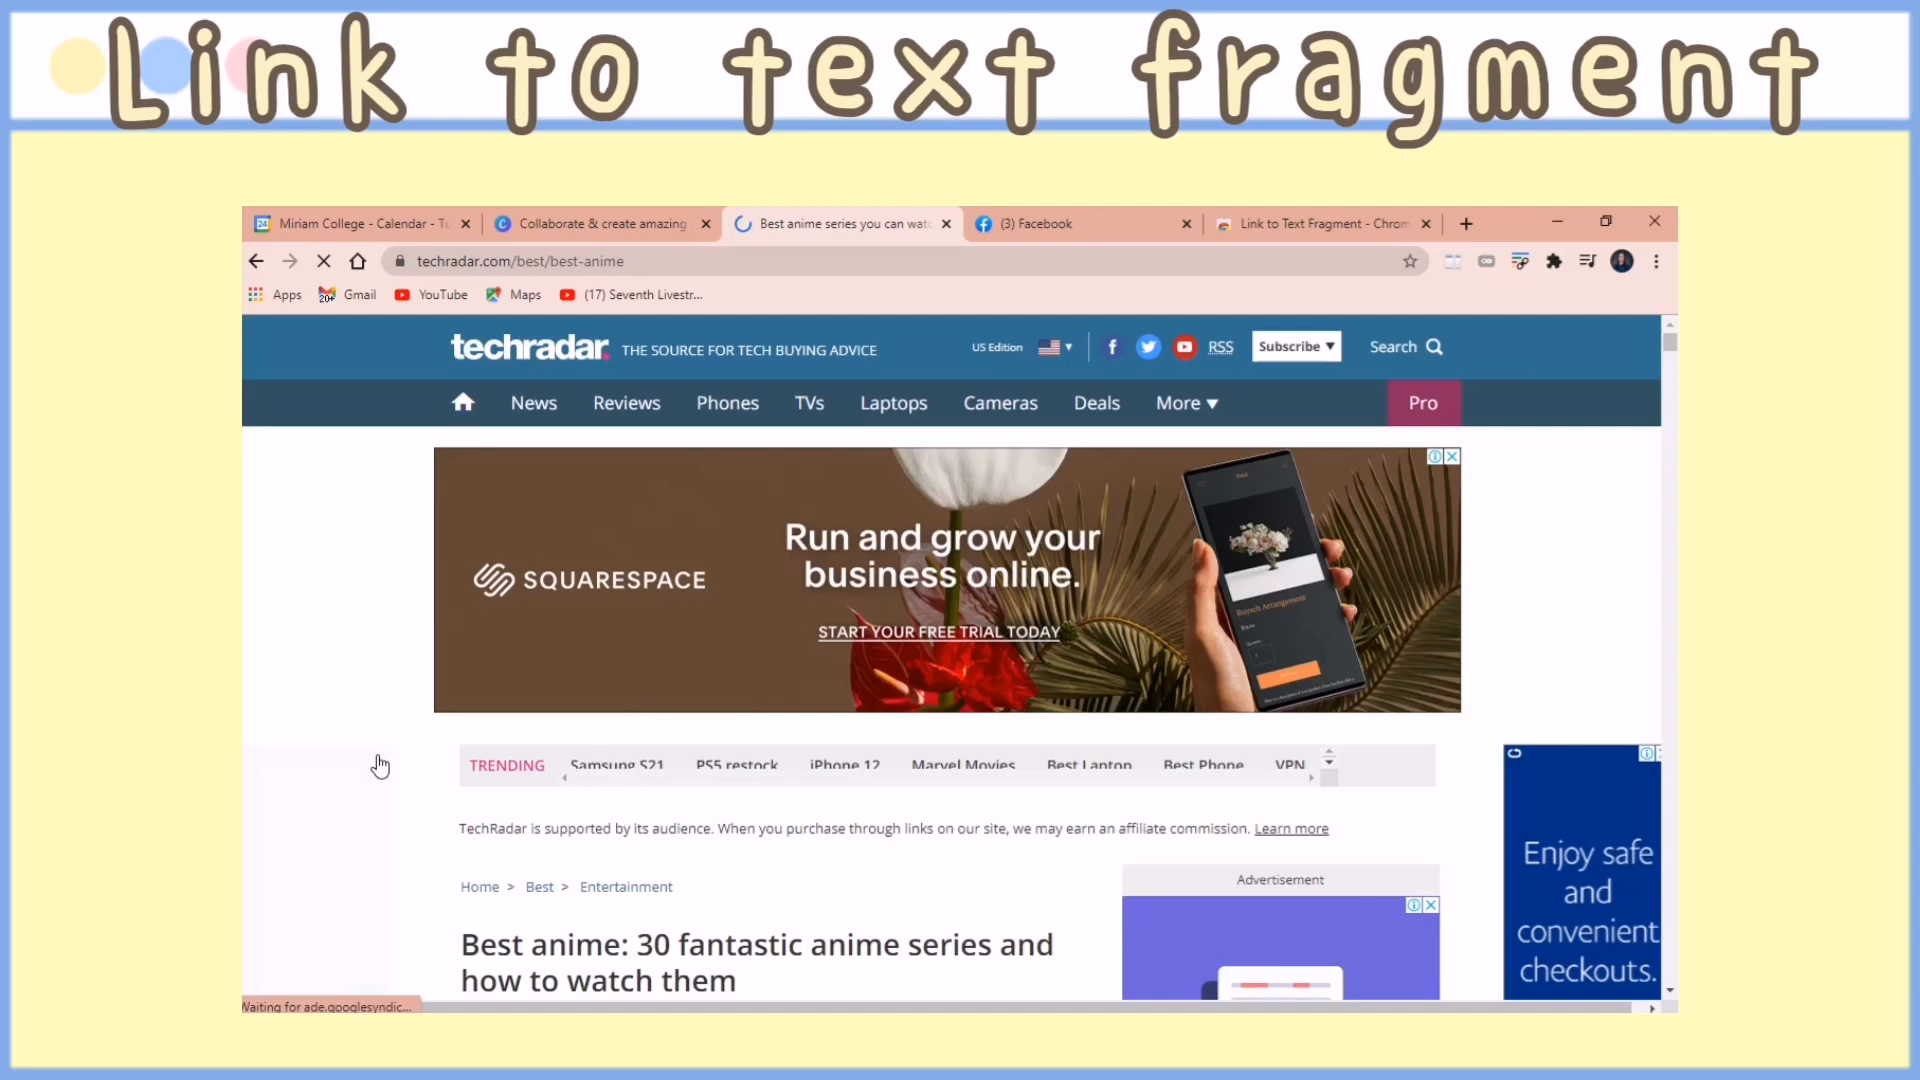 Link to text fragment
Miriam College - Calendar - Tu
Collaborate & create amazing
Best anime series you can watc
(3) Facebook
Link to Text Fragment - Chrom
techradar.com/best/best-anime
Apps
20+
Gmail
YouTube
Maps
(17) Seventh Livestr...
techradar.
THE SOURCE FOR TECH BUYING ADVICE
US Edition
RSS
Subscribe
Search
News
Reviews
Phones
TVs
Laptops
Cameras
Deals
More
Pro
SQUARESPACE
Run and grow your
business online.
START YOUR FREE TRIAL TODAY
Buysch Arrangement
TRENDING
Samsung S21
PS5 restock
iPhone 12
Marvel Movies
Best Laptop
Best Phone
VPN
TechRadar is supported by its audience. When you purchase through links on our site, we may earn an affiliate commission. Learn more
Home > Best > Entertainment
Advertisement
Best anime: 30 fantastic anime series and
how to watch them
Enjoy safe
and
convenient
checkouts.
Waiting for ade.googlesyndic...